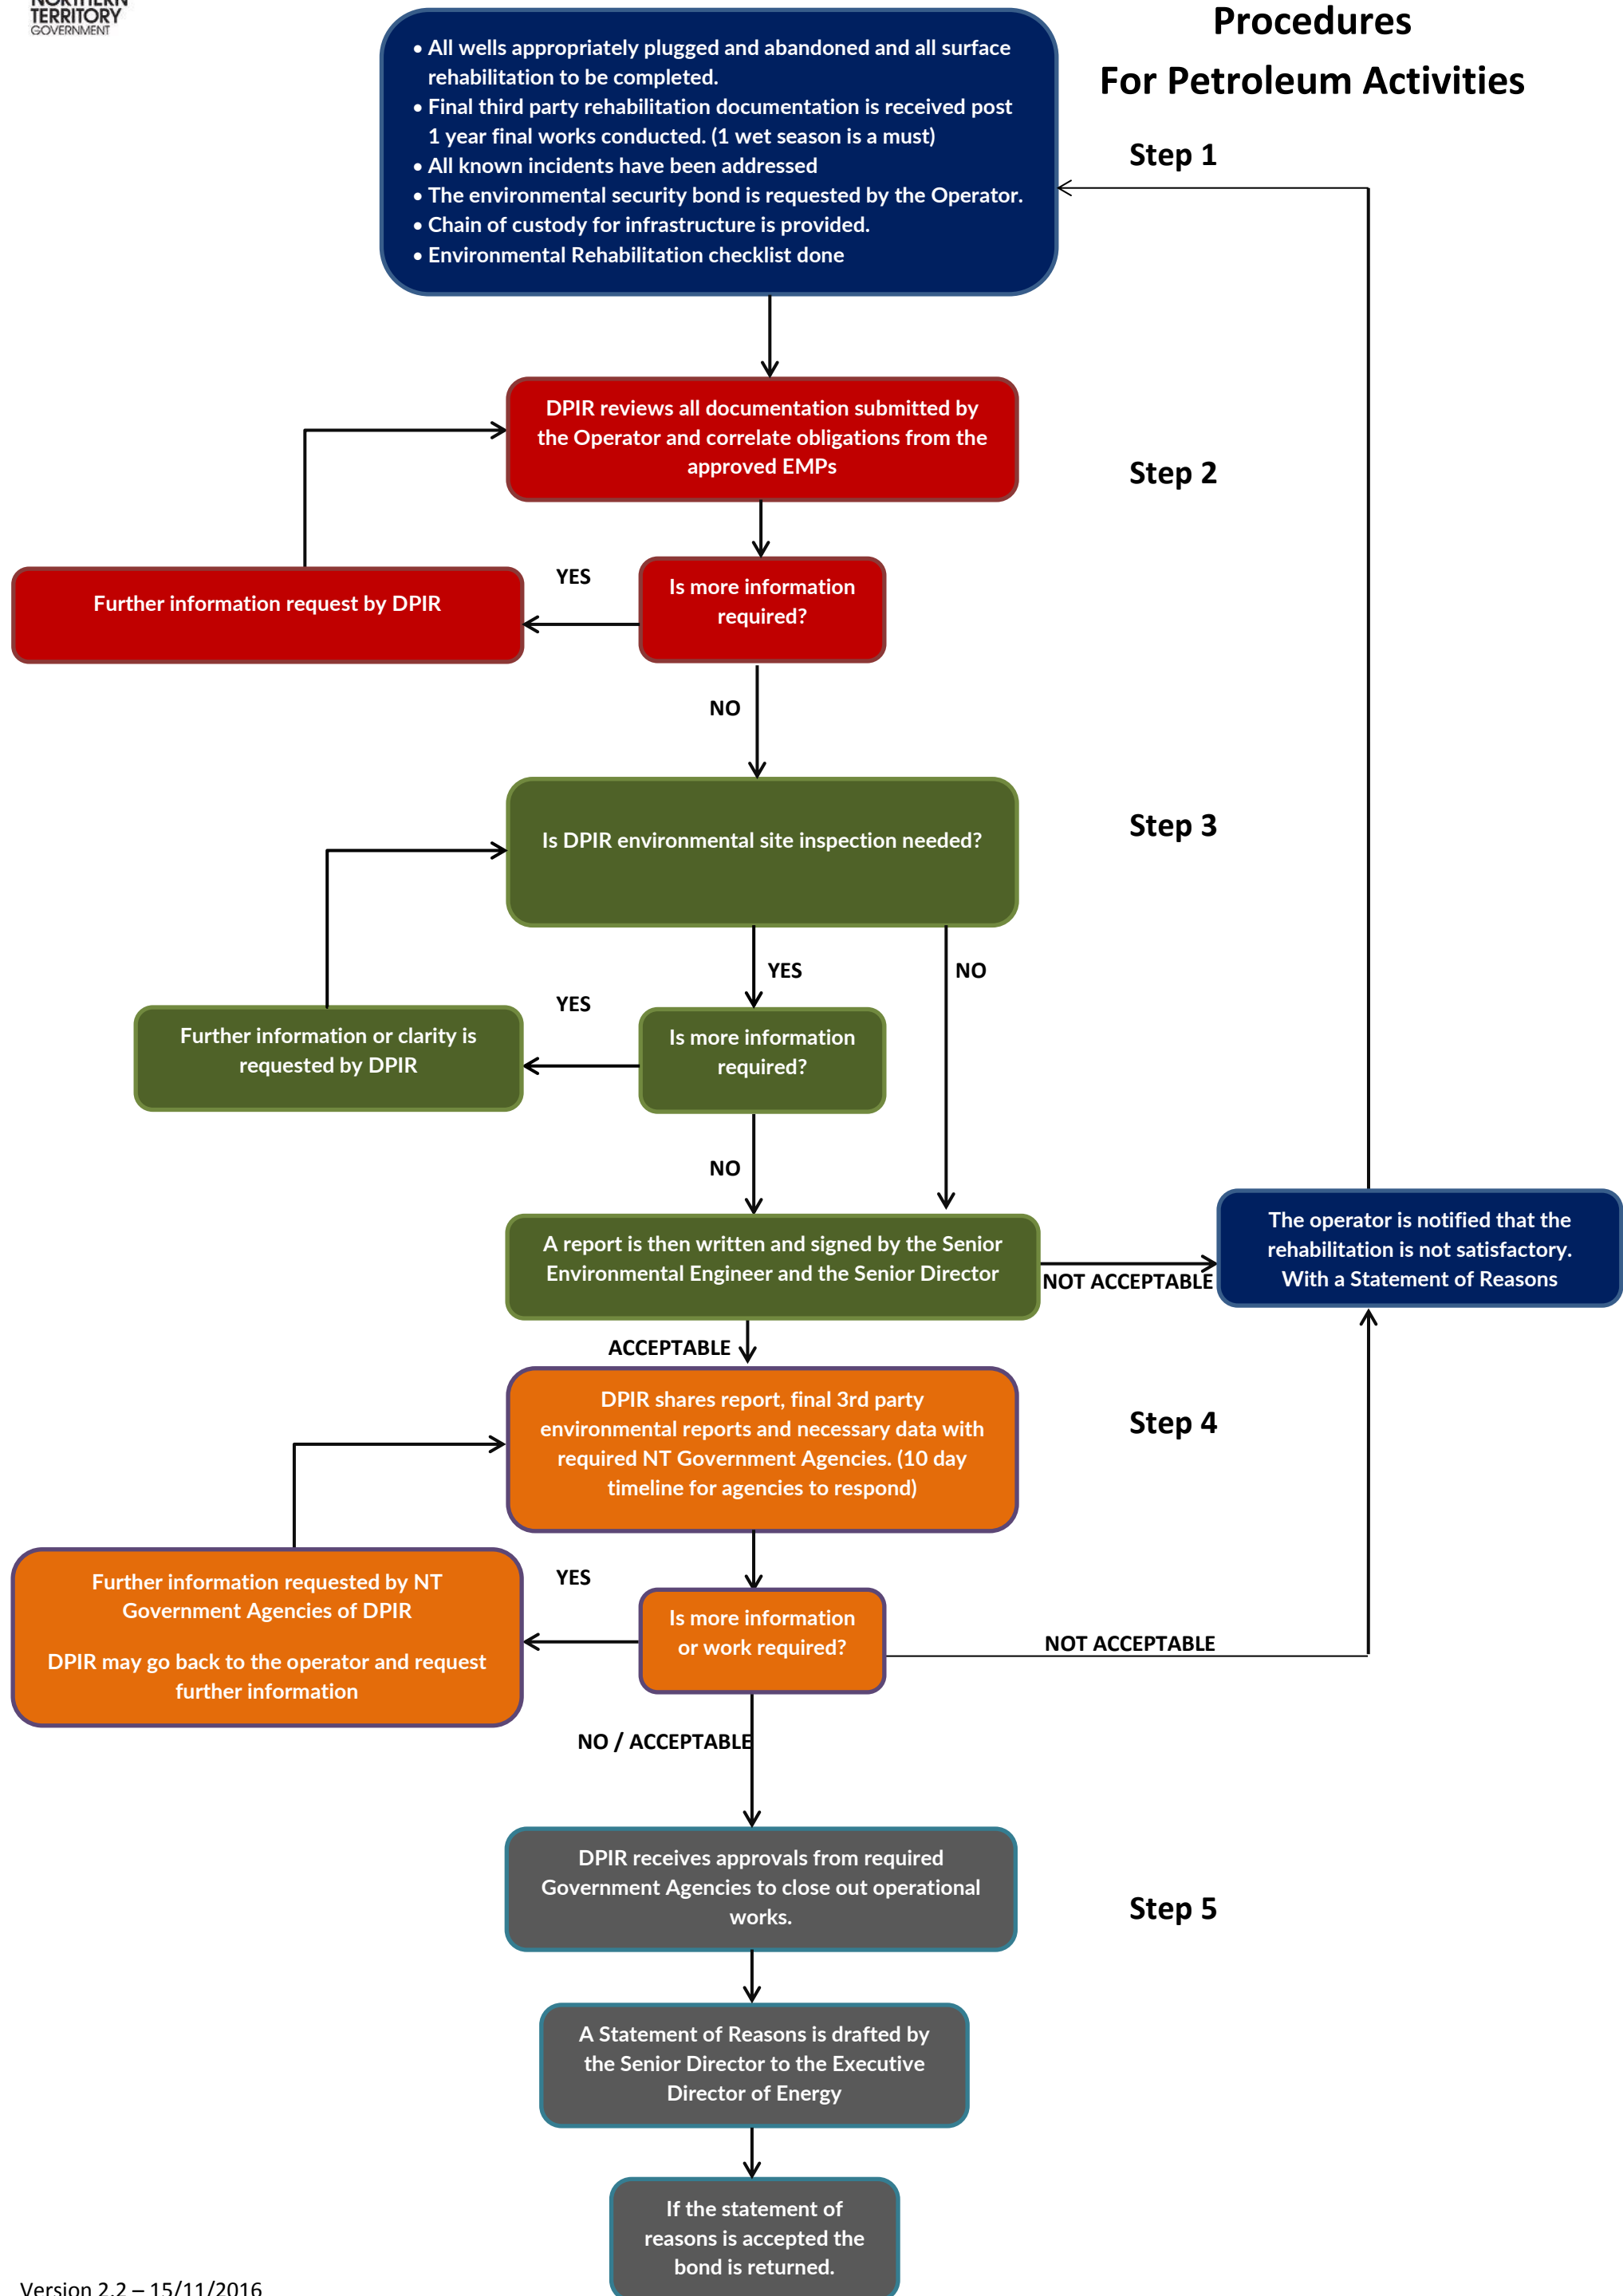 NORTHERN
TERRITORY
GOVERNMENT
Procedures
For Petroleum Activities
• All wells appropriately plugged and abandoned and all surface
rehabilitation to be completed.
• Final third party rehabilitation documentation is received post
1 year final works conducted. (1 wet season is a must)
• All known incidents have been addressed
• The environmental security bond is requested by the Operator.
• Chain of custody for infrastructure is provided.
• Environmental Rehabilitation checklist done
Step 1
DPIR reviews all documentation submitted by
the Operator and correlate obligations from the
approved EMPs
Step 2
Is more information
required?
YES
Further information request by DPIR
NO
Is DPIR environmental site inspection needed?
Step 3
YES
NO
Is more information
required?
YES
Further information or clarity is
requested by DPIR
NO
A report is then written and signed by the Senior
Environmental Engineer and the Senior Director
NOT ACCEPTABLE
The operator is notified that the
rehabilitation is not satisfactory.
With a Statement of Reasons
ACCEPTABLE
DPIR shares report, final 3rd party
environmental reports and necessary data with
required NT Government Agencies. (10 day
timeline for agencies to respond)
Step 4
Is more information
or work required?
YES
Further information requested by NT
Government Agencies of DPIR
DPIR may go back to the operator and request
further information
NOT ACCEPTABLE
NO / ACCEPTABLE
DPIR receives approvals from required
Government Agencies to close out operational
works.
Step 5
A Statement of Reasons is drafted by
the Senior Director to the Executive
Director of Energy
If the statement of
reasons is accepted the
bond is returned.
Version 2.2 – 15/11/2016